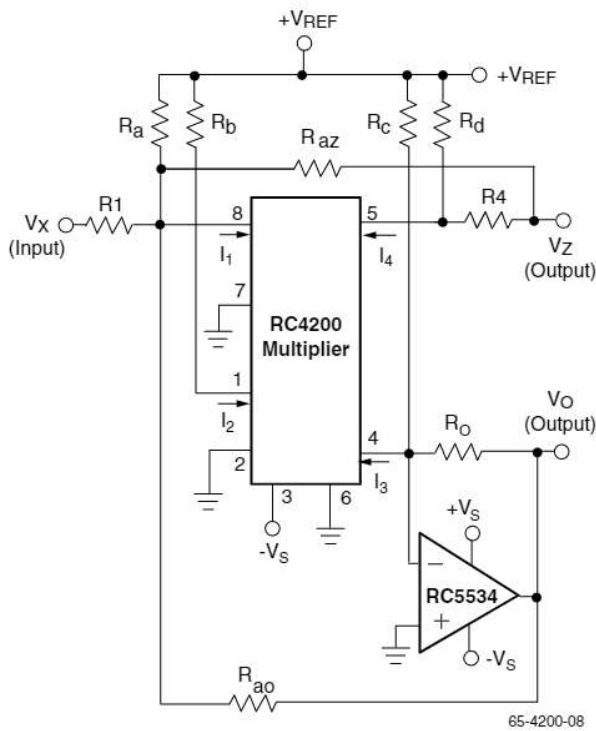 +VREF
+VREF
Ra
Rb
Rc
Rd
Raz
R1
R4
VX
(Input)
8
5
I1
I4
VZ
(Output)
7
RC4200
Multiplier
1
I2
VO
(Output)
RO
4
2
I3
3
6
-VS
+VS
−
RC5534
+
-VS
Rao
65-4200-08